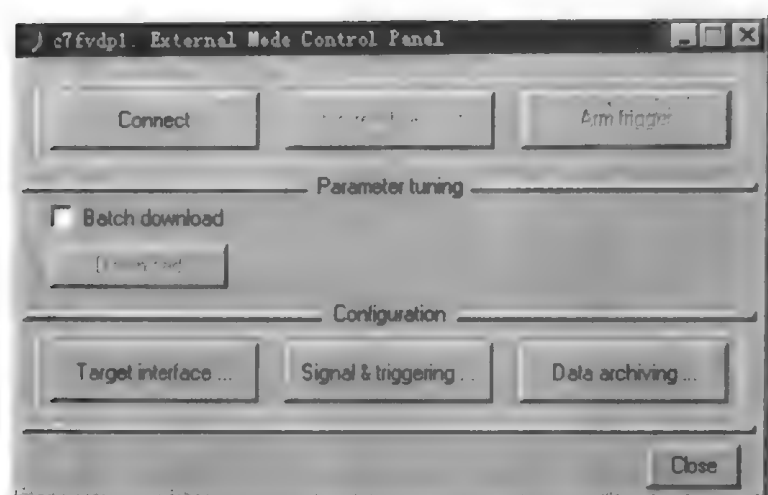 c7fvdp1. External Mode Control Panel
Connect
Arm trigger
Parameter tuning
Batch download
Download
Configuration
Target interface ...
Signal & triggering ...
Data archiving ...
Close